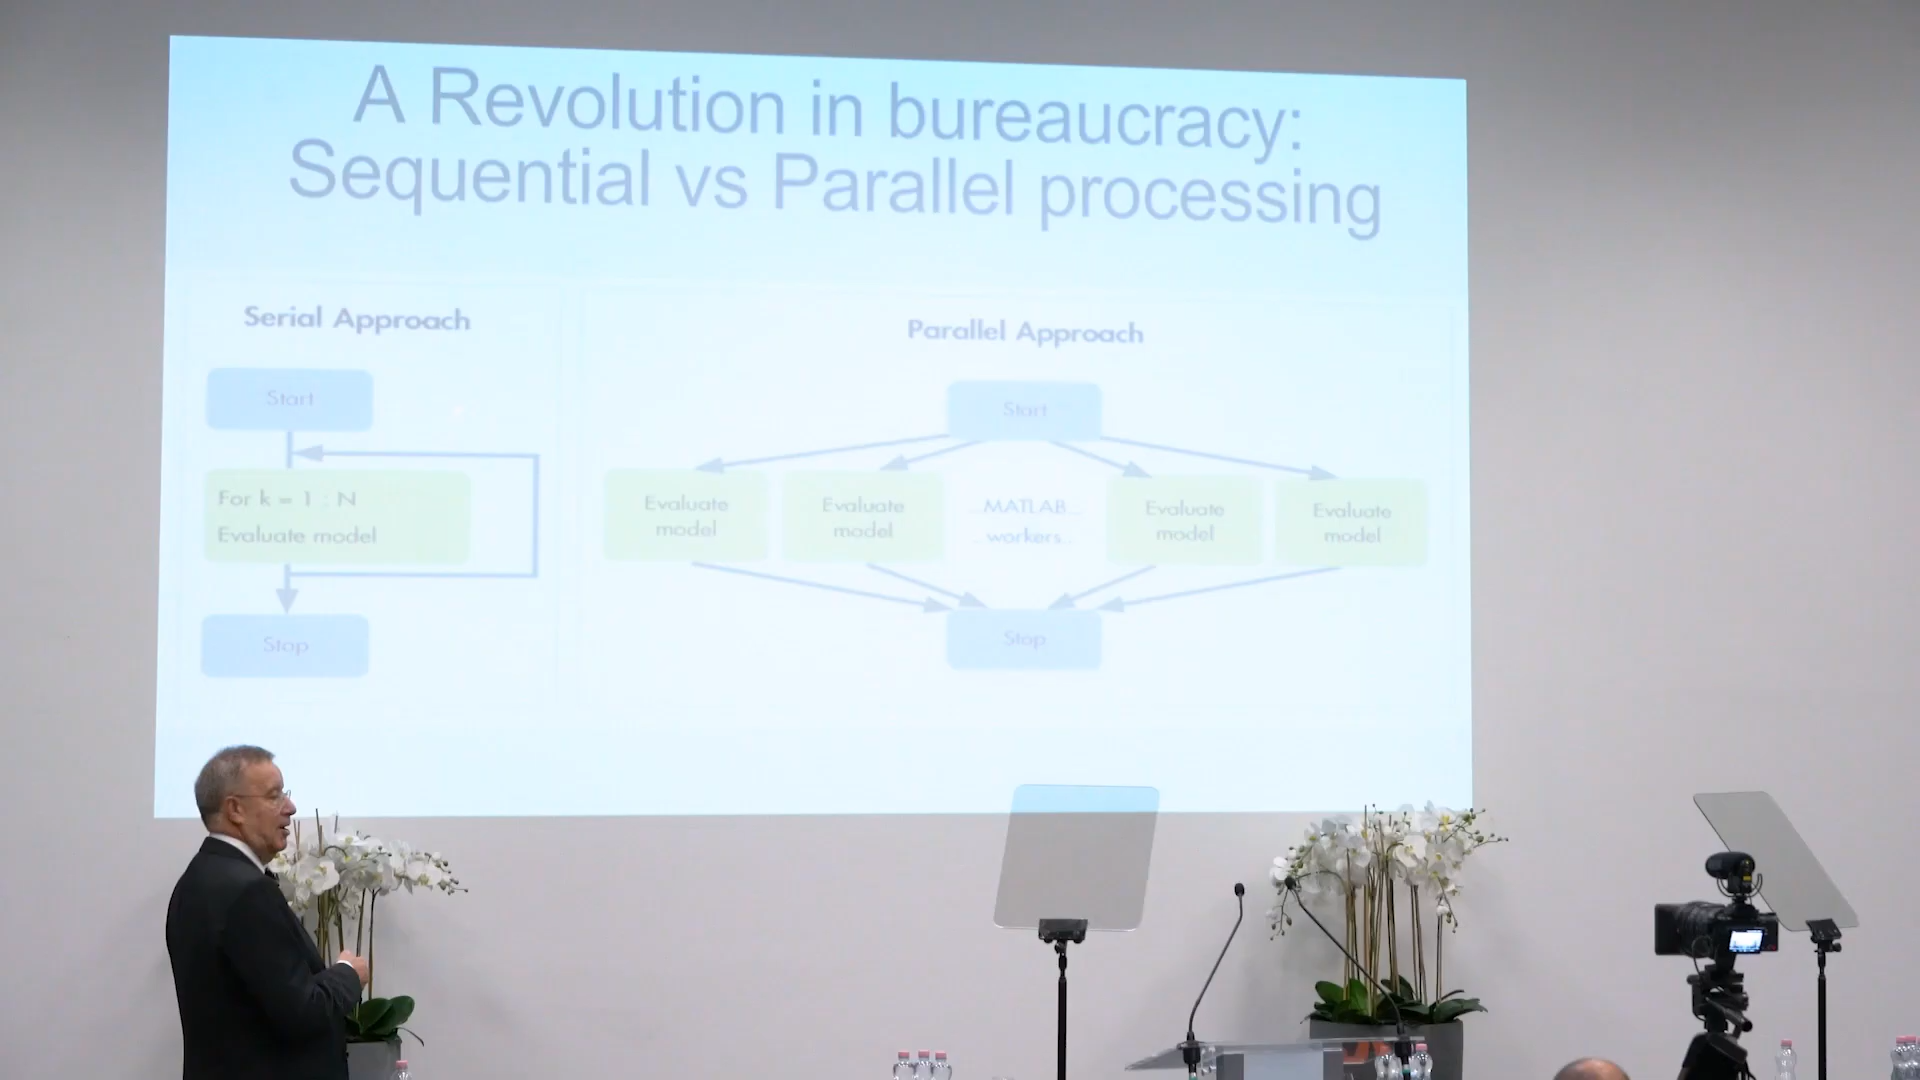 A Revolution in bureaucracy:
Sequential vs Parallel processing
Serial Approach
Start
For k = 1 : N
Evaluate model
Stop
Parallel Approach
Start
Evaluate
model
Evaluate
model
...MATLAB...
...workers...
Evaluate
model
Evaluate
model
Stop